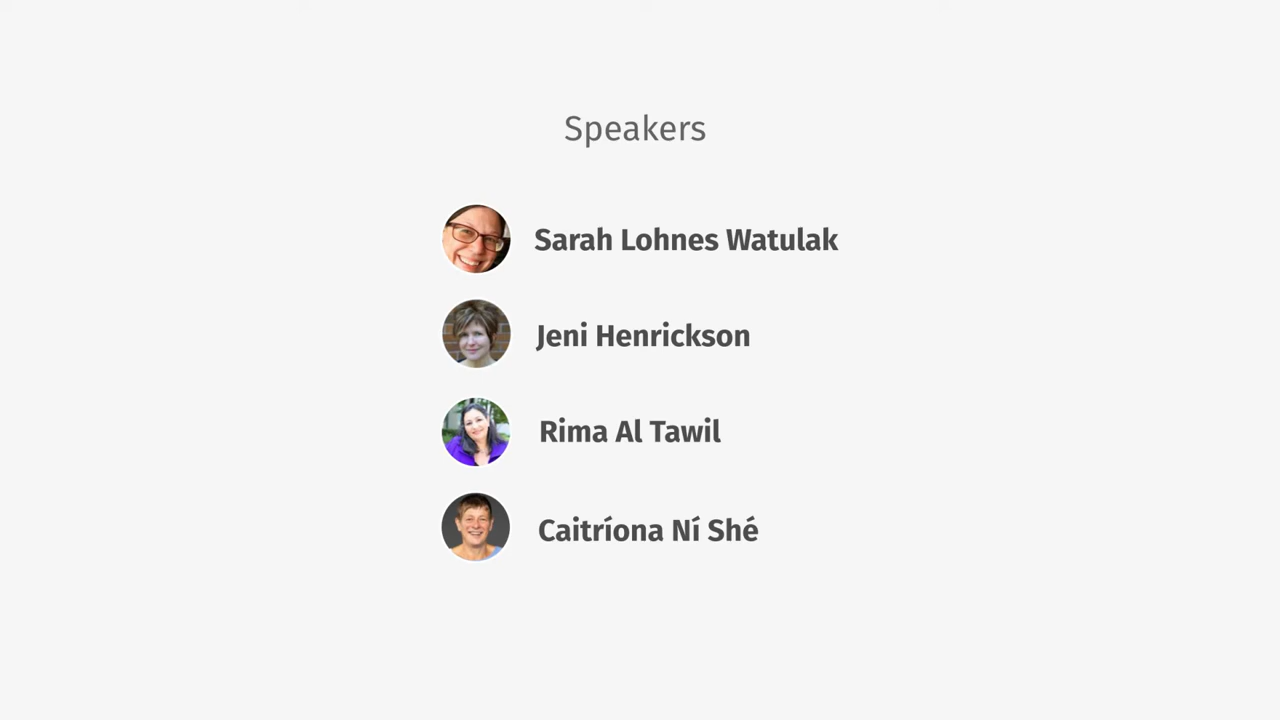 Speakers
Sarah Lohnes Watulak
Jeni Henrickson
Rima Al Tawil
Caitríona Ní Shé